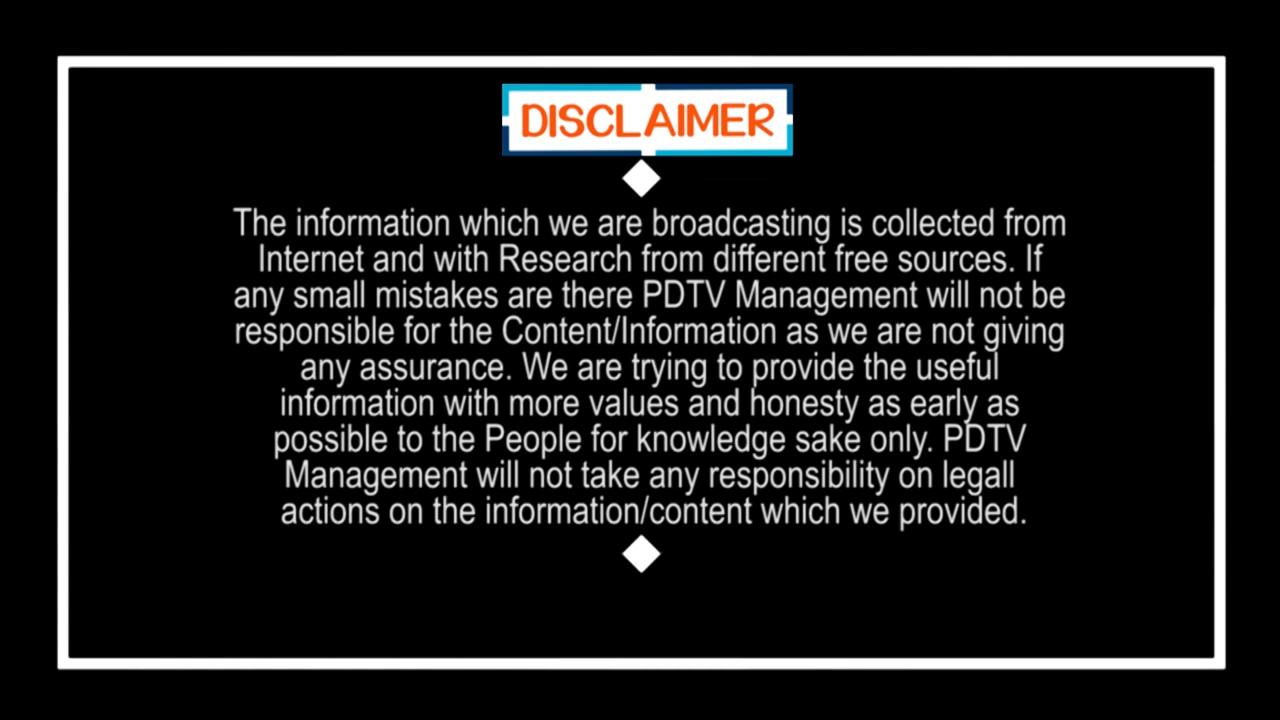 DISCLAIMER
The information which we are broadcasting is collected from
Internet and with Research from different free sources. If
any small mistakes are there PDTV Management will not be
responsible for the Content/Information as we are not giving
any assurance. We are trying to provide the useful
information with more values and honesty as early as
possible to the People for knowledge sake only. PDTV
Management will not take any responsibility on legall
actions on the information/content which we provided.